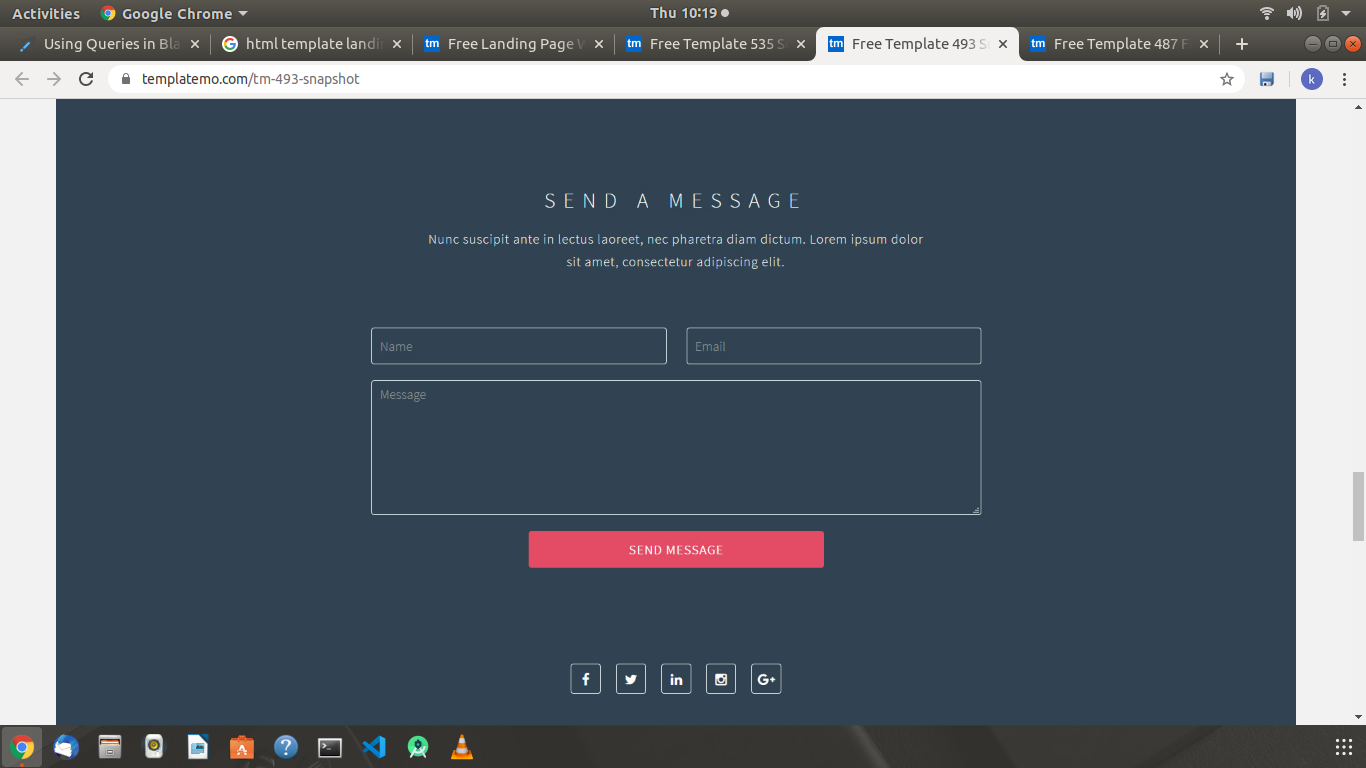 Activities Google Chrome Thu 10:19
Using Queries in Bla html template landi Free Landing Page W Free Template 535 S Free Template 493 S Free Template 487 F
templatemo.com/tm-493-snapshot k
SEND A MESSAGE
Nunc suscipit ante in lectus laoreet, nec pharetra diam dictum. Lorem ipsum dolor
sit amet, consectetur adipiscing elit.
Name Email
Message
SEND MESSAGE